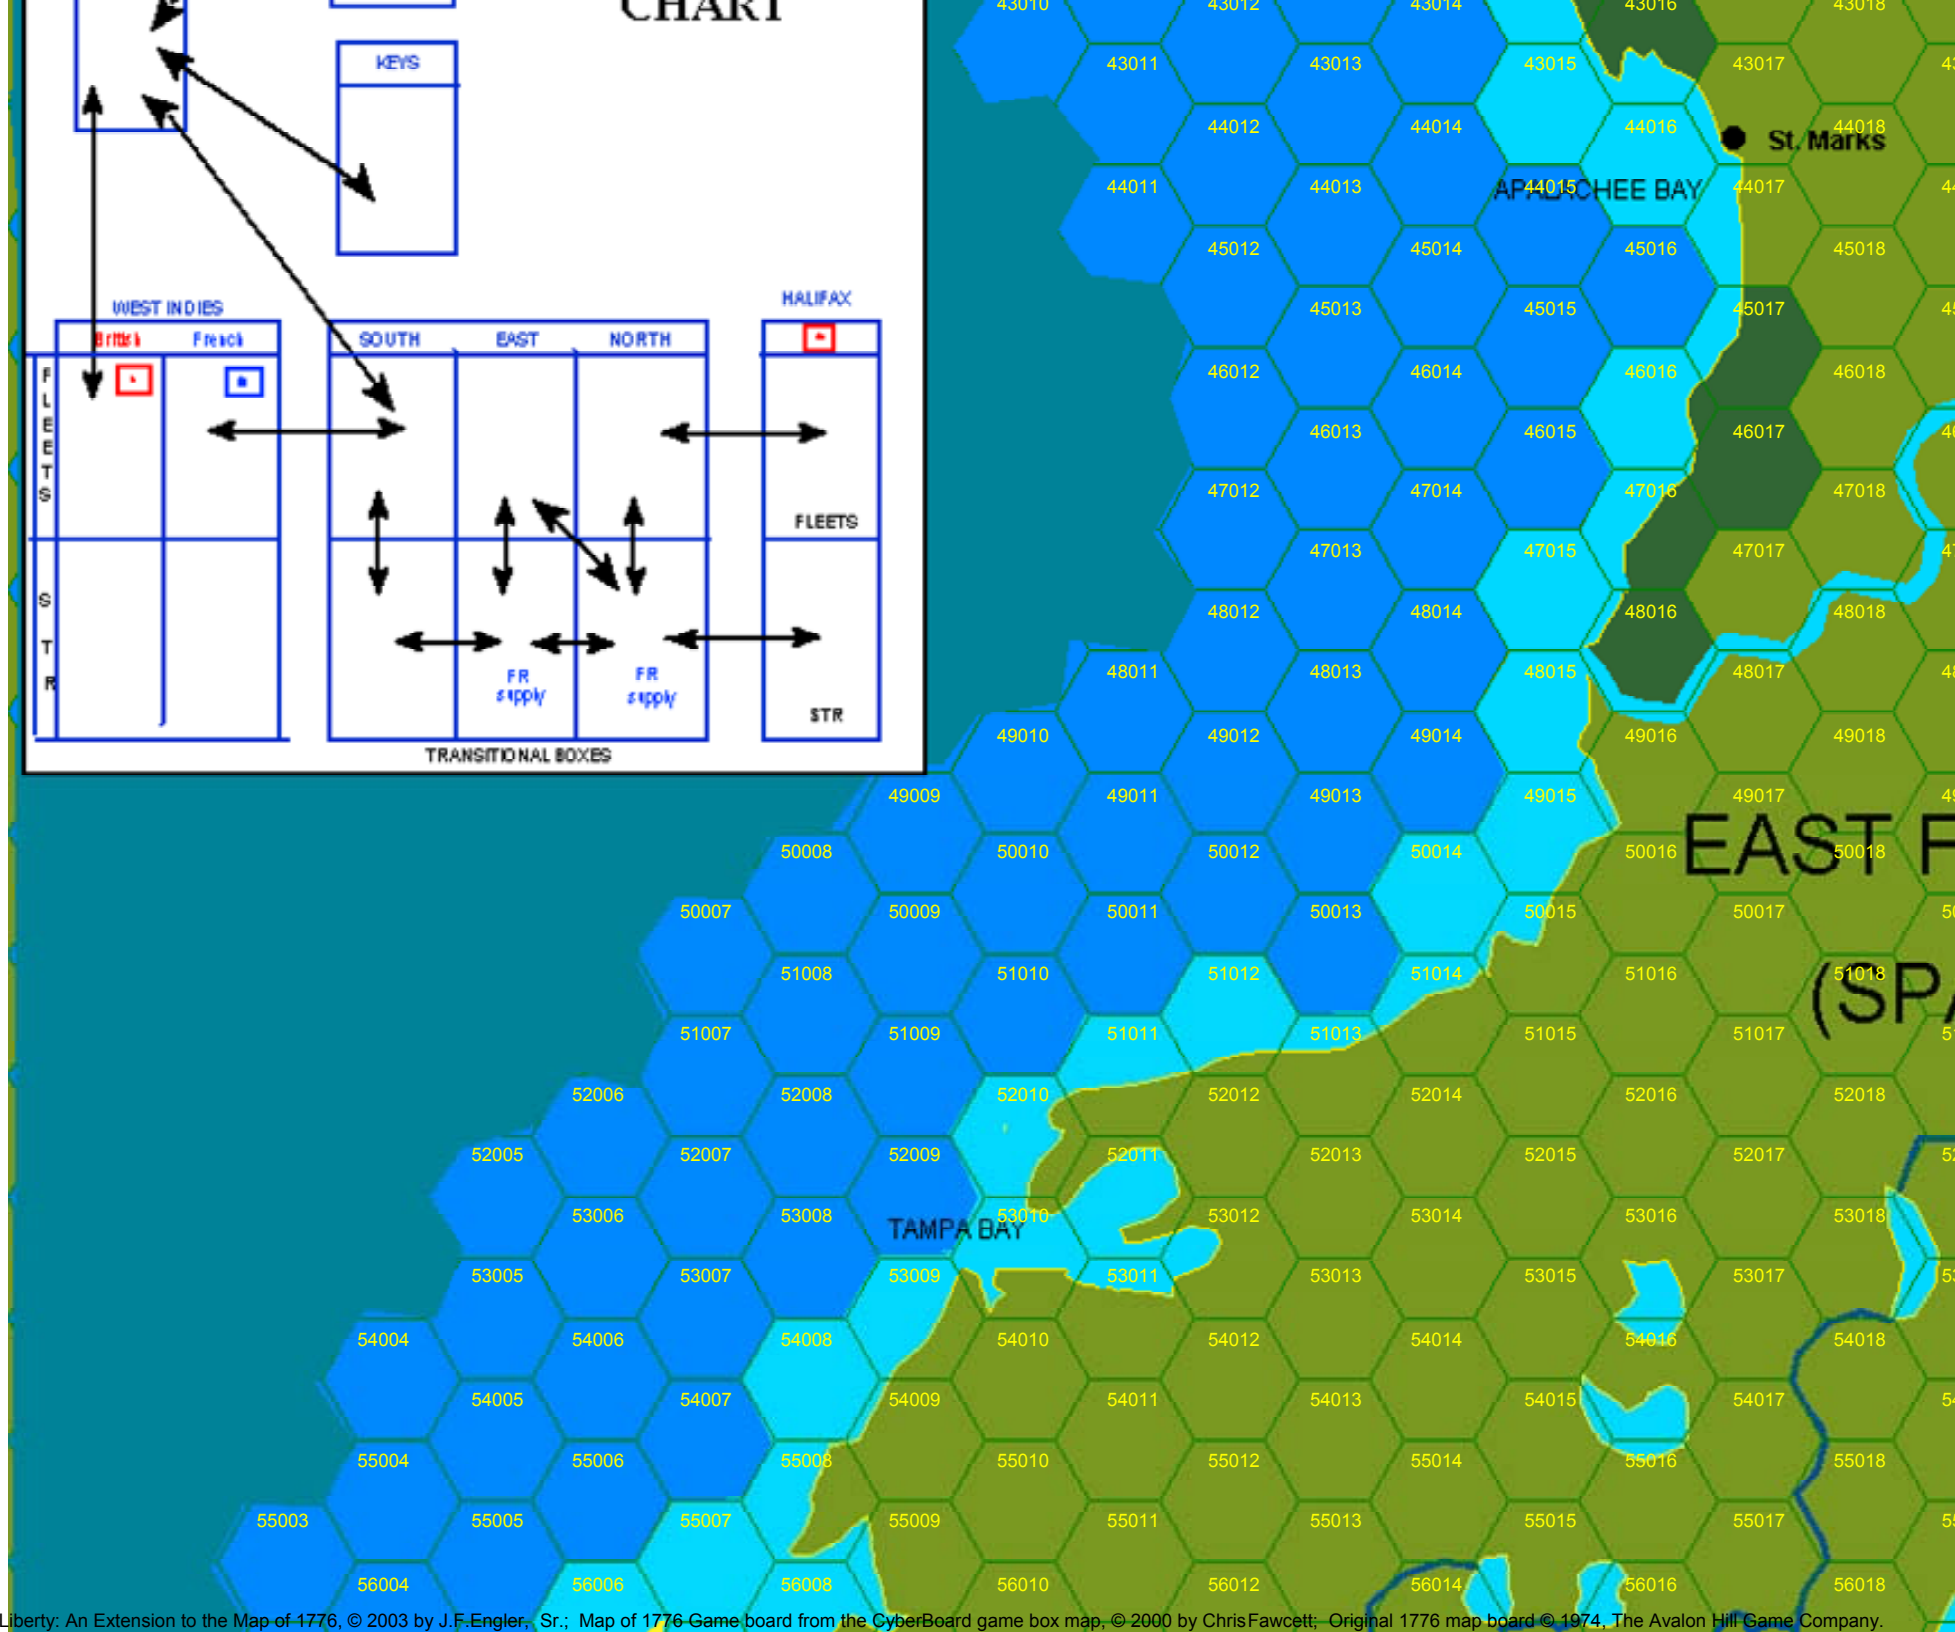 CHART
KEYS
WEST INDIES
British French
FLEETS
STR
SOUTH EAST NORTH
HALIFAX
FLEETS
FR
supply
FR
supply
STR
TRANSITIONAL BOXES
43010 43012 43014 43016 43018
43011 43013 43015 43017
44012 44014 44016 44018
St. Marks
44011 44013 44015 44017
APALACHEE BAY
45012 45014 45016 45018
45013 45015 45017
46012 46014 46016 46018
46013 46015 46017
47012 47014 47016 47018
47013 47015 47017
48012 48014 48016 48018
48011 48013 48015 48017
49010 49012 49014 49016 49018
49009 49011 49013 49015 49017
EAST F
50008 50010 50012 50014 50016 50018
50007 50009 50011 50013 50015 50017
51008 51010 51012 51014 51016 51018
(SPA
51007 51009 51011 51013 51015 51017
52006 52008 52010 52012 52014 52016 52018
52005 52007 52009 52011 52013 52015 52017
53006 53008 53010 53012 53014 53016 53018
TAMPA BAY
53005 53007 53009 53011 53013 53015 53017
54004 54006 54008 54010 54012 54014 54016 54018
54005 54007 54009 54011 54013 54015 54017
55004 55006 55008 55010 55012 55014 55016 55018
55003 55005 55007 55009 55011 55013 55015 55017
56004 56006 56008 56010 56012 56014 56016 56018
Liberty: An Extension to the Map of 1776, © 2003 by J.F.Engler, Sr.; Map of 1776 Game board from the CyberBoard game box map, © 2000 by Chris Fawcett; Original 1776 map board © 1974, The Avalon Hill Game Company.